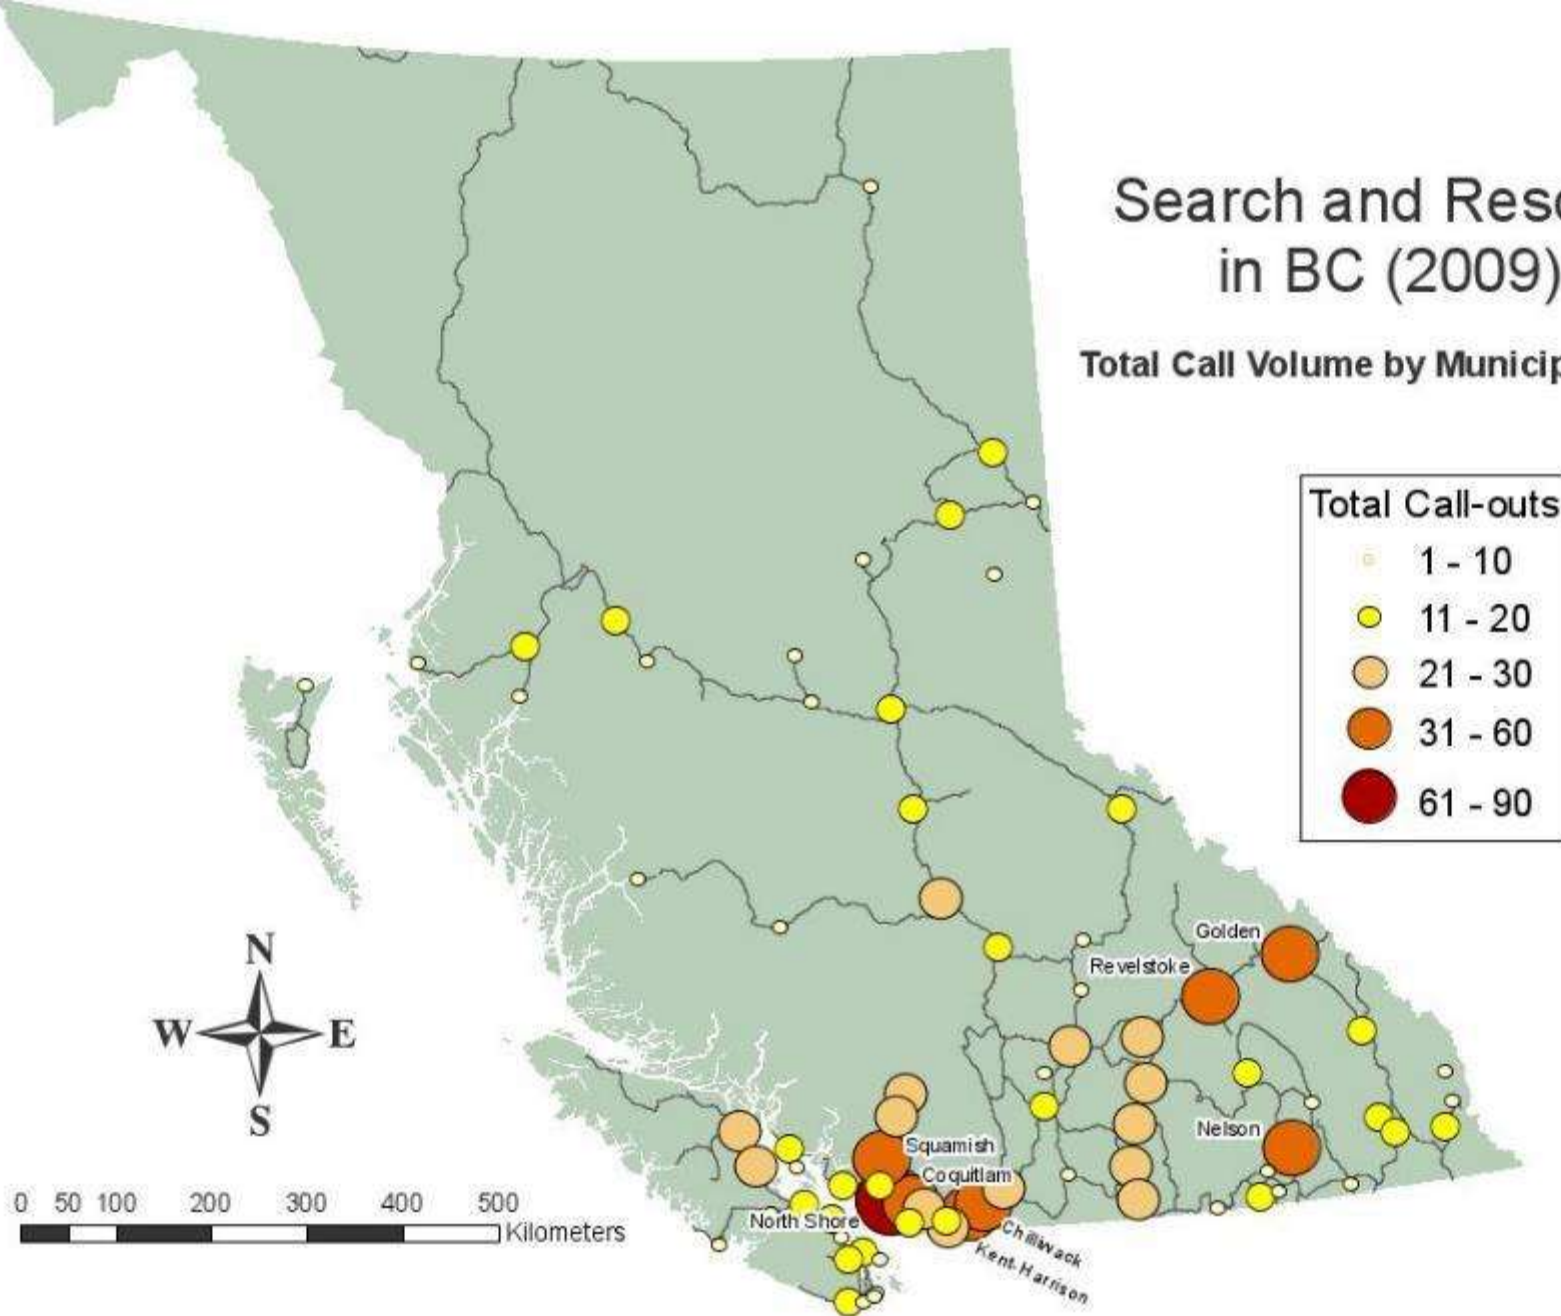 Search and Resc
in BC (2009)
Total Call Volume by Municip
Total Call-outs
1 - 10
11 - 20
21 - 30
31 - 60
61 - 90
Golden
Revelstoke
N
W E
S
Nelson
Squamish
Coquitlam
North Shore
Chilliwack
Kent-Harrison
0 50 100 200 300 400 500
Kilometers